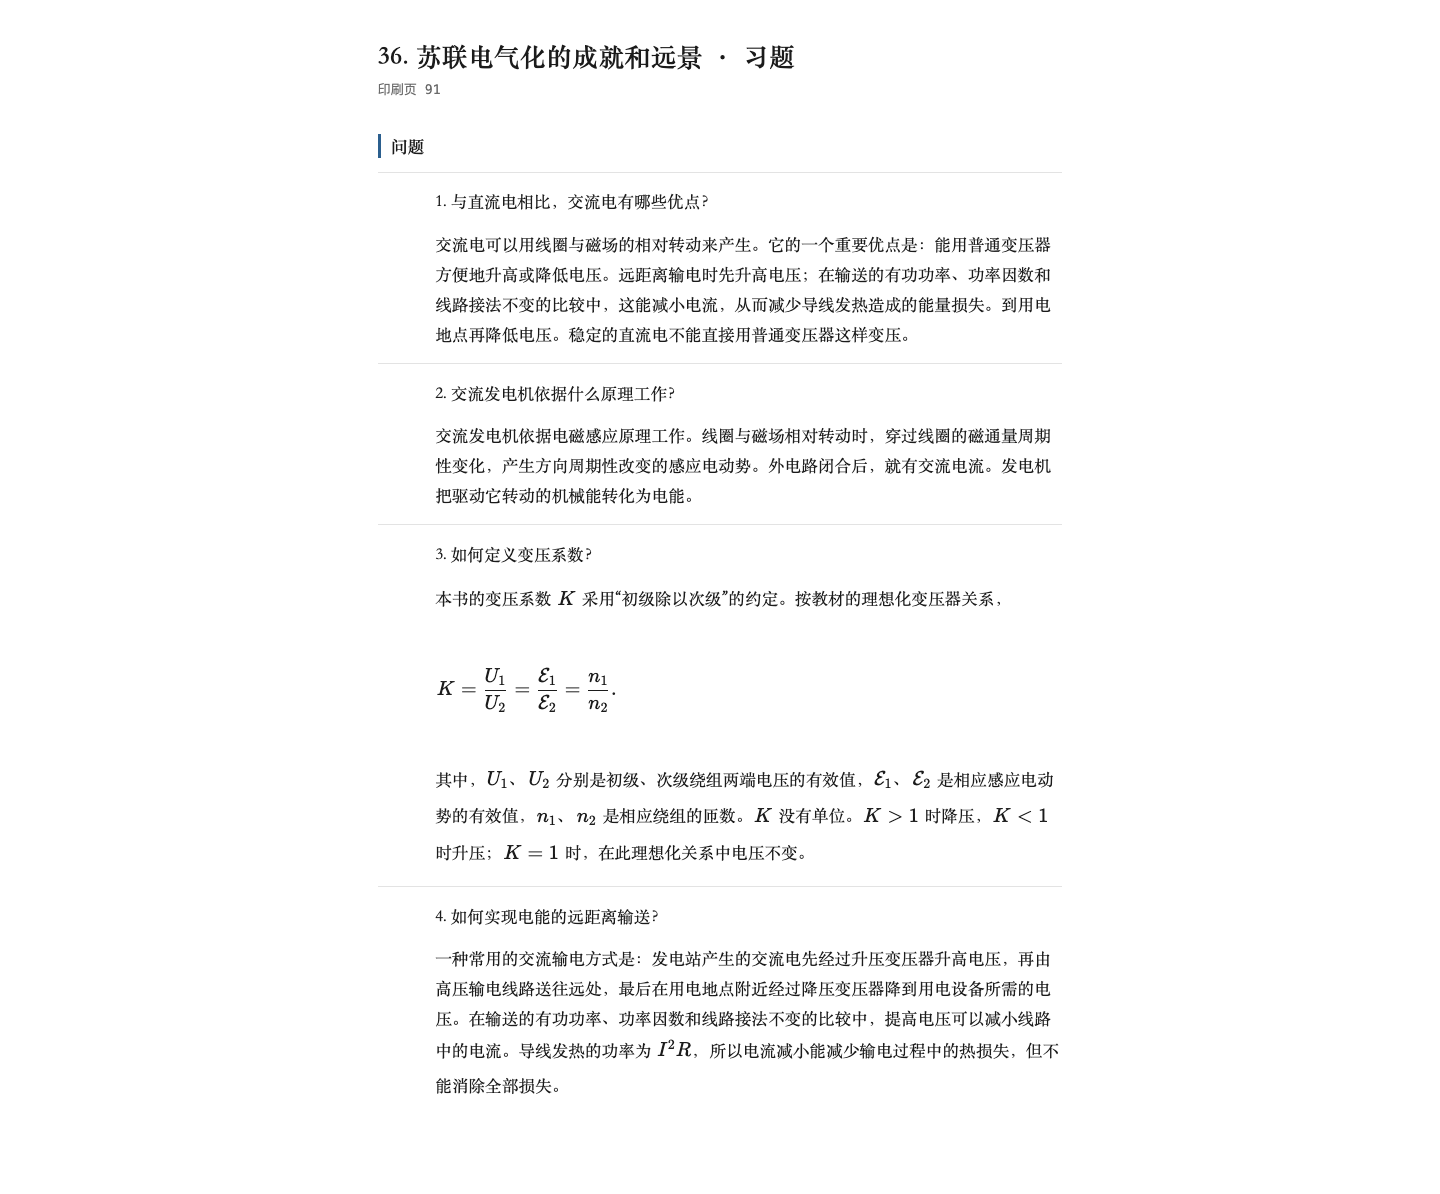 36. 苏联电气化的成就和远景 · 习题
印刷页 91
问题
1. 与直流电相比，交流电有哪些优点？
交流电可以用线圈与磁场的相对转动来产生。它的一个重要优点是：能用普通变压器
方便地升高或降低电压。远距离输电时先升高电压；在输送的有功功率、功率因数和
线路接法不变的比较中，这能减小电流，从而减少导线发热造成的能量损失。到用电
地点再降低电压。稳定的直流电不能直接用普通变压器这样变压。
2. 交流发电机依据什么原理工作？
交流发电机依据电磁感应原理工作。线圈与磁场相对转动时，穿过线圈的磁通量周期
性变化，产生方向周期性改变的感应电动势。外电路闭合后，就有交流电流。发电机
把驱动它转动的机械能转化为电能。
3. 如何定义变压系数？
本书的变压系数 K 采用“初级除以次级”的约定。按教材的理想化变压器关系，
K = U₁/U₂ = ℰ₁/ℰ₂ = n₁/n₂.
其中，U₁、U₂ 分别是初级、次级绕组两端电压的有效值，ℰ₁、ℰ₂ 是相应感应电动
势的有效值，n₁、n₂ 是相应绕组的匝数。K 没有单位。K > 1 时降压，K < 1
时升压；K = 1 时，在此理想化关系中电压不变。
4. 如何实现电能的远距离输送？
一种常用的交流输电方式是：发电站产生的交流电先经过升压变压器升高电压，再由
高压输电线路送往远处，最后在用电地点附近经过降压变压器降到用电设备所需的电
压。在输送的有功功率、功率因数和线路接法不变的比较中，提高电压可以减小线路
中的电流。导线发热的功率为 I²R，所以电流减小能减少输电过程中的热损失，但不
能消除全部损失。